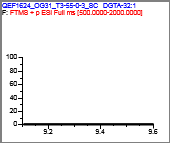 QEF1624_OG31_T3-55-0-3_SC DGTA-32:1
F: FTMS + p ESI Full ms [500.0000-2000.0000]
100
80
60
40
20
0
9.2 9.4 9.6